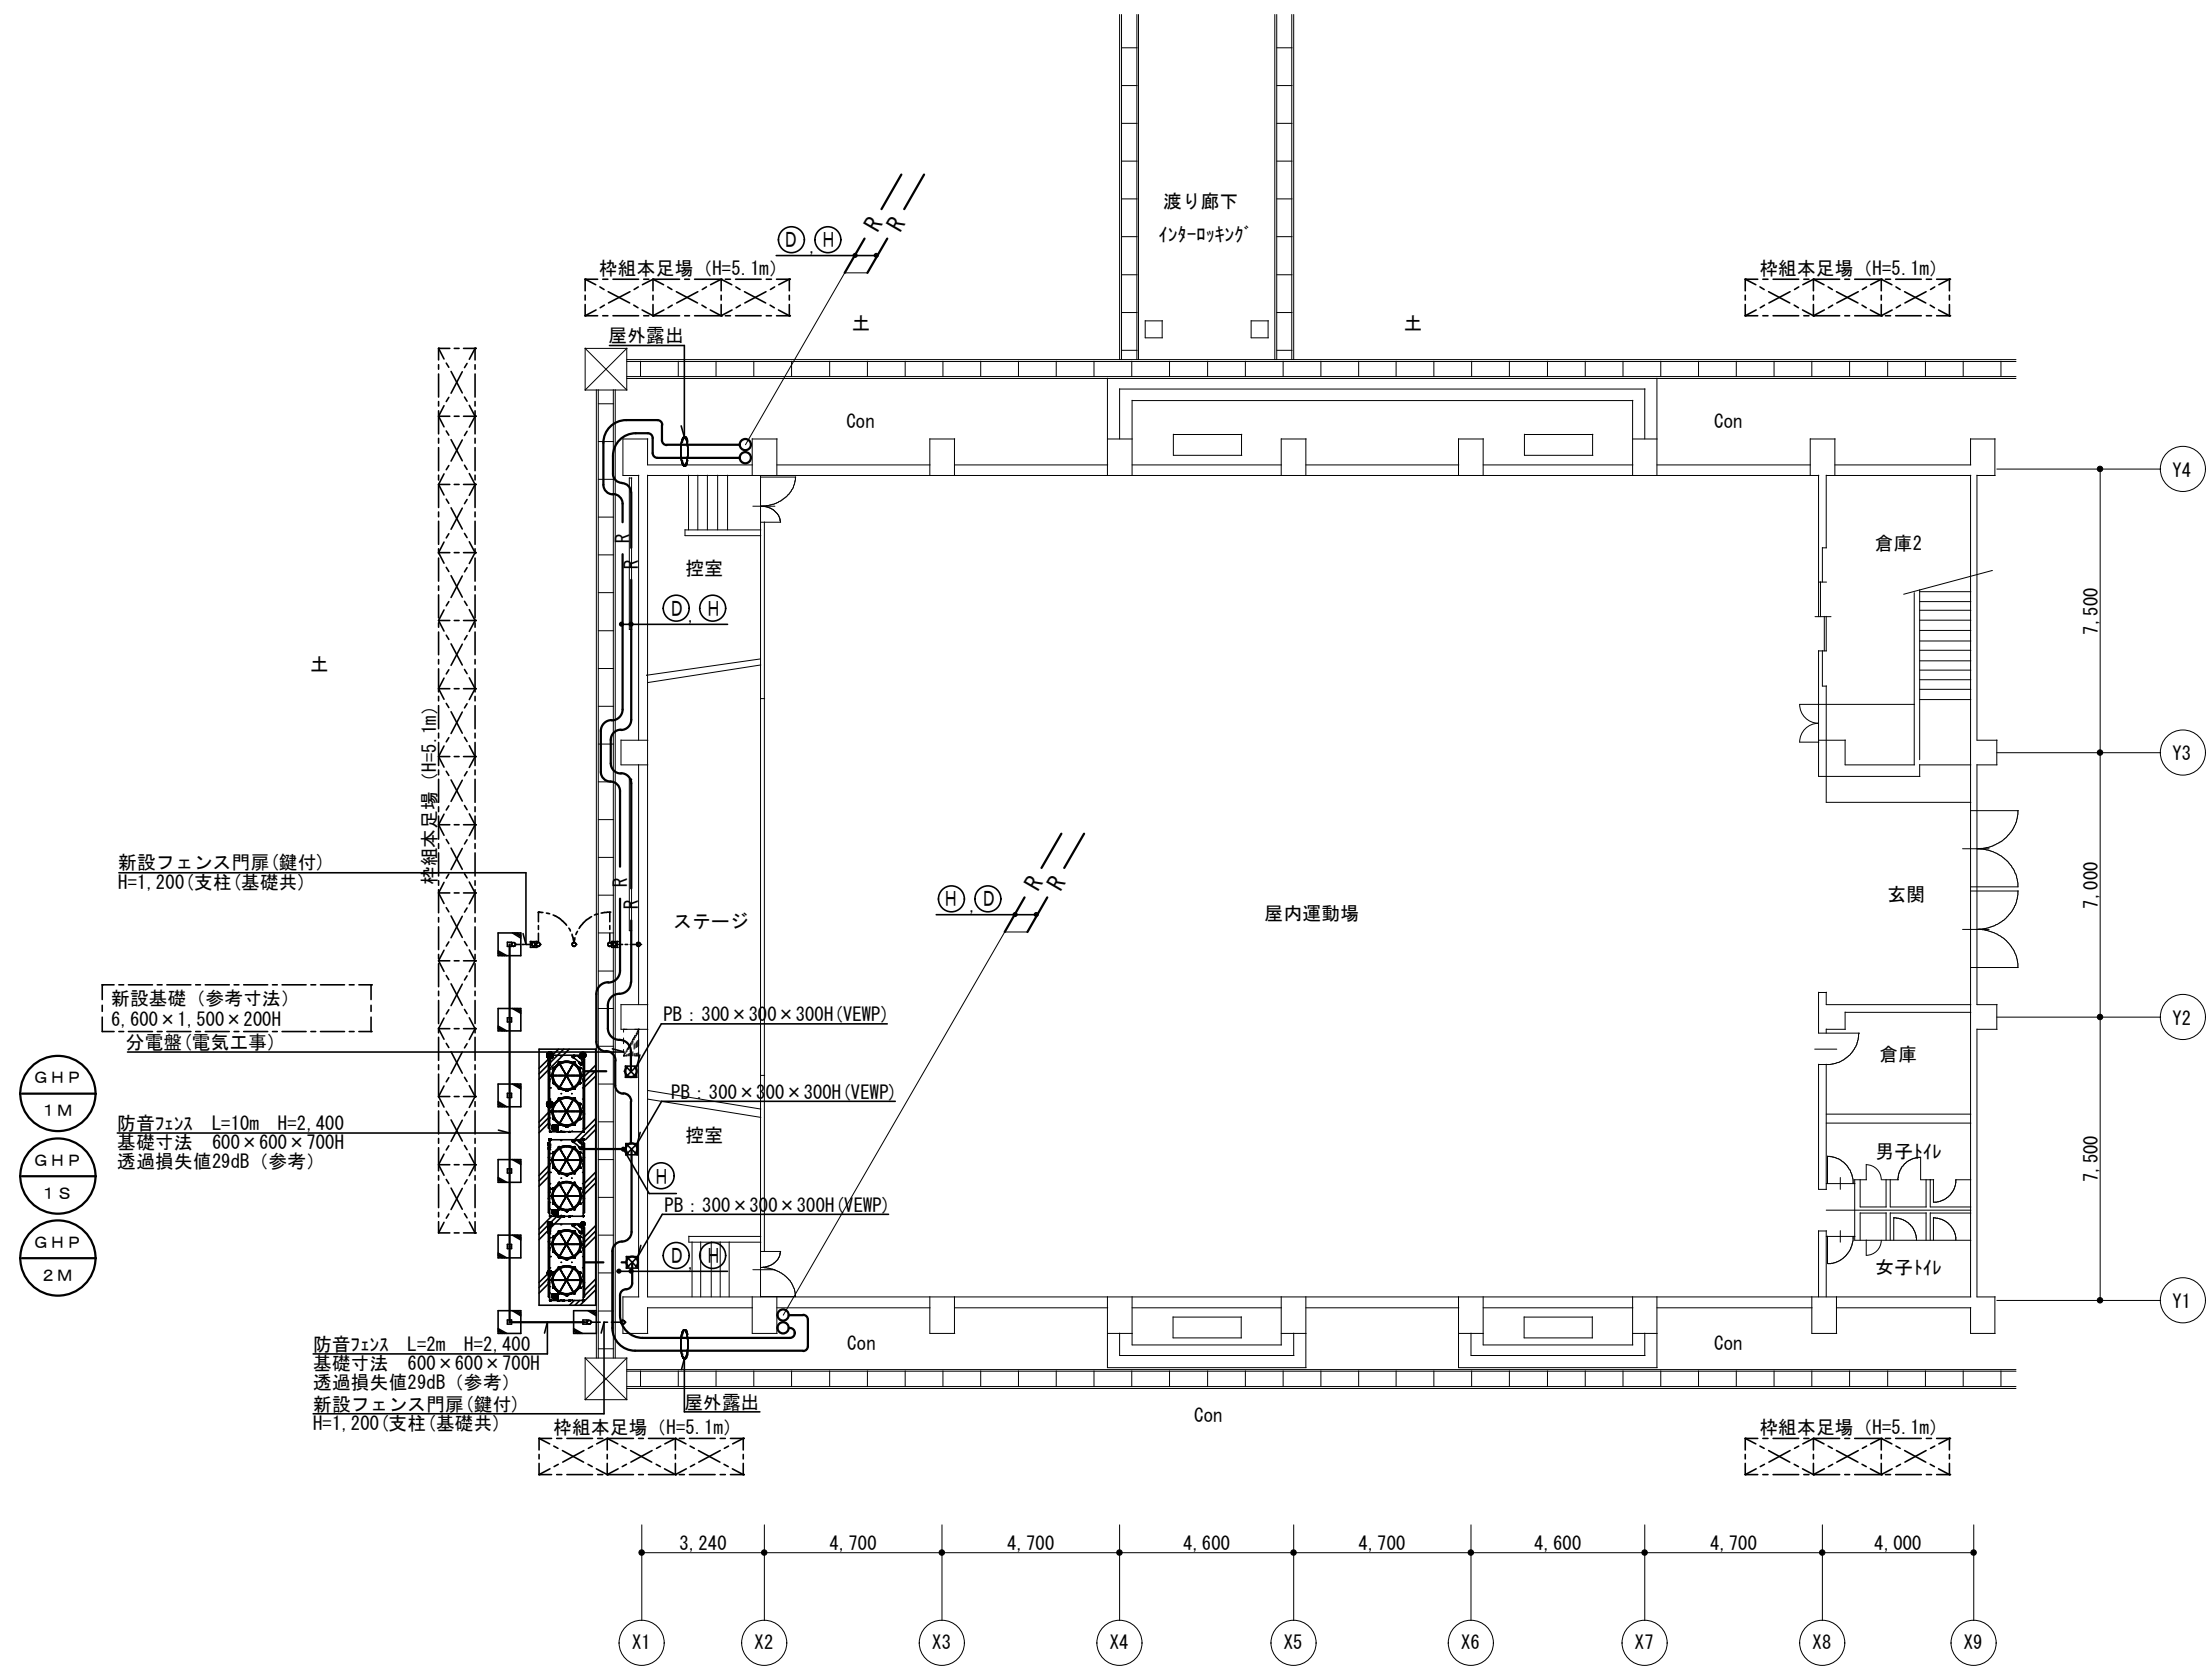 渡り廊下
インターロッキング
R
R
D , H
枠組本足場 (H=5.1m)
枠組本足場 (H=5.1m)
土
土
屋外露出
Con
Con
Y4
R
R
控室
倉庫2
D, H
7,500
土
枠組本足場 (H=5.1m)
Y3
新設フェンス門扉(鍵付)
H=1,200(支柱(基礎共)
R
R
R
R
H , D
ステージ
屋内運動場
玄関
7,000
新設基礎 (参考寸法)
6,600×1,500×200H
分電盤(電気工事)
PB : 300×300×300H(VEWP)
Y2
倉庫
GHP
1M
PB : 300×300×300H(VEWP)
防音フェンス L=10m H=2,400
基礎寸法 600×600×700H
透過損失値29dB (参考)
控室
男子トイレ
7,500
GHP
1S
H
PB : 300×300×300H(VEWP)
GHP
2M
D, H
女子トイレ
Y1
防音フェンス L=2m H=2,400
基礎寸法 600×600×700H
透過損失値29dB (参考)
Con
Con
新設フェンス門扉(鍵付)
H=1,200(支柱(基礎共)
屋外露出
Con
枠組本足場 (H=5.1m)
枠組本足場 (H=5.1m)
3,240
4,700
4,700
4,600
4,700
4,600
4,700
4,000
X1
X2
X3
X4
X5
X6
X7
X8
X9